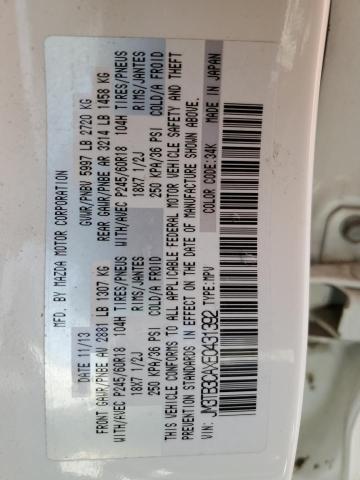 MFD. BY MAZDA MOTOR CORPORATION
DATE 11/13 GVWR/PNBV 5997 LB 2720 KG
FRONT GAWR/PNBE AV 2881 LB 1307 KG REAR GAWR/PNBE AR 3214 LB 1458 KG
WITH/AVEC P245/60R18 104H TIRES/PNEUS WITH/AVEC P245/60R18 104H TIRES/PNEUS
18X7 1/2J RIMS/JANTES 18X7 1/2J RIMS/JANTES
250 KPA/36 PSI COLD/A FROID 250 KPA/36 PSI COLD/A FROID
THIS VEHICLE CONFORMS TO ALL APPLICABLE FEDERAL MOTOR VEHICLE SAFETY AND THEFT
PREVENTION STANDARDS IN EFFECT ON THE DATE OF MANUFACTURE SHOWN ABOVE.
COLOR CODE: 34K MADE IN JAPAN
VIN: JM3TB3DAXE0431392 TYPE:MPV